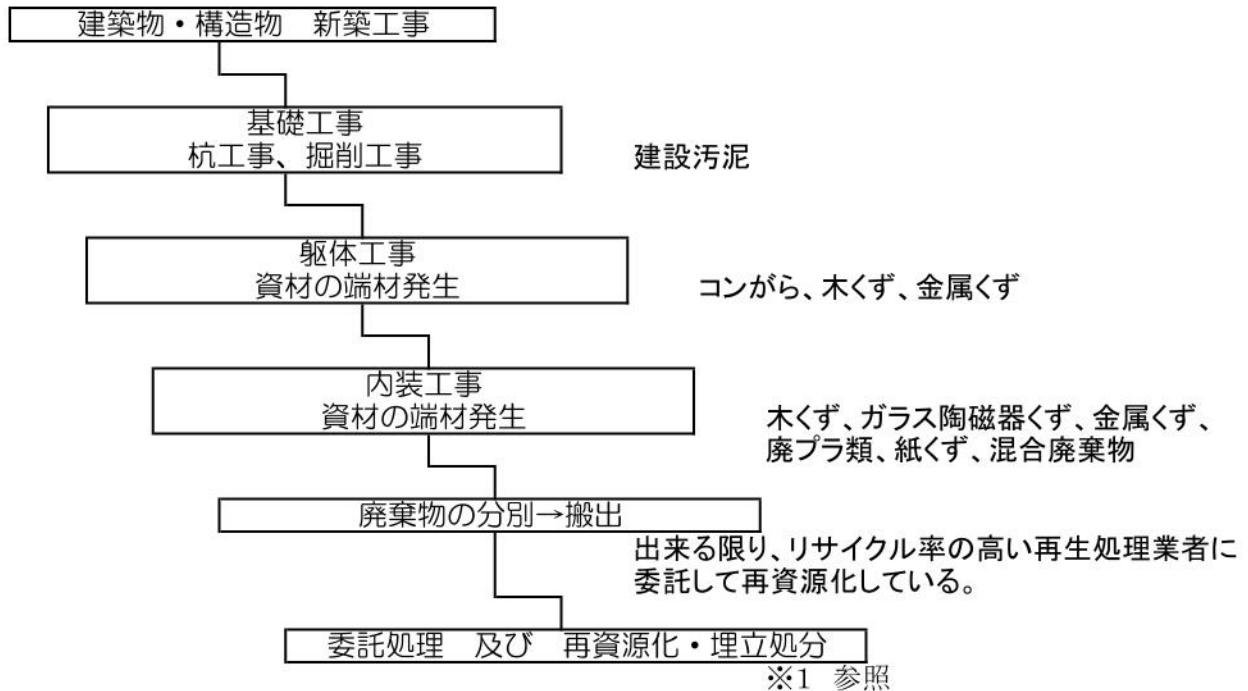 建築物・構造物　新築工事
基礎工事
杭工事、掘削工事
建設汚泥
躯体工事
資材の端材発生
コンがら、木くず、金属くず
内装工事
資材の端材発生
木くず、ガラス陶磁器くず、金属くず、
廃プラ類、紙くず、混合廃棄物
廃棄物の分別→搬出
出来る限り、リサイクル率の高い再生処理業者に
委託して再資源化している。
委託処理　及び　再資源化・埋立処分
※1　参照